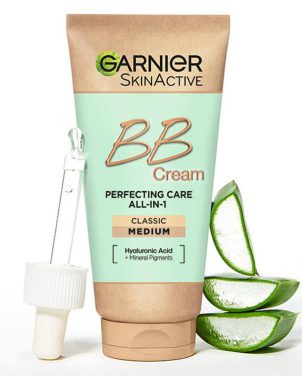 GARNIER
SKINACTIVE
BB
Cream
PERFECTING CARE
ALL-IN-1
CLASSIC
MEDIUM
Hyaluronic Acid
+ Mineral Pigments